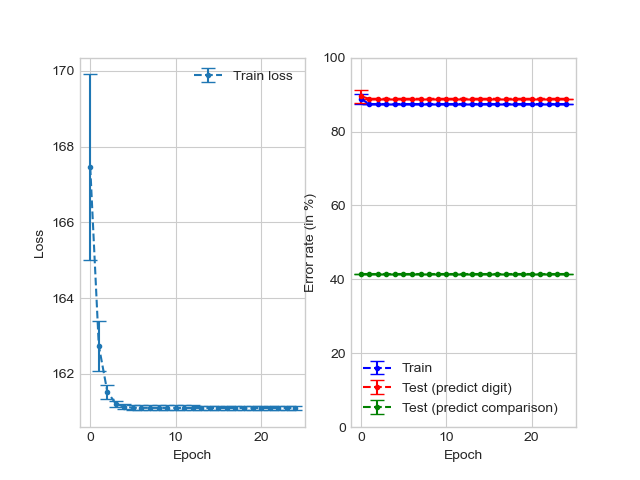 170
168
166
164
162
0
10
20
Epoch
Loss
Train loss
100
80
60
40
20
0
0
10
20
Epoch
Error rate (in %)
Train
Test (predict digit)
Test (predict comparison)